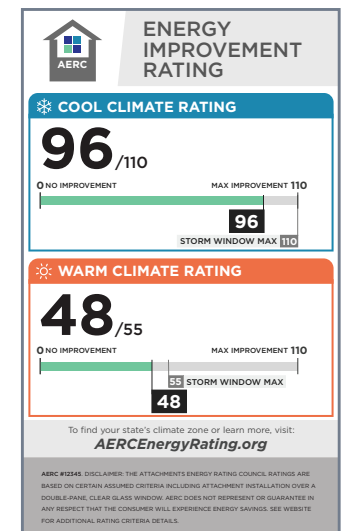 AERC
ENERGY
IMPROVEMENT
RATING
COOL CLIMATE RATING
96/110
0 NO IMPROVEMENT MAX IMPROVEMENT 110
96
STORM WINDOW MAX 110
WARM CLIMATE RATING
48/55
0 NO IMPROVEMENT MAX IMPROVEMENT 110
55 STORM WINDOW MAX
48
To find your state's climate zone or learn more, visit:
AERCEnergyRating.org
AERC #12345. DISCLAIMER: THE ATTACHMENTS ENERGY RATING COUNCIL RATINGS ARE
BASED ON CERTAIN ASSUMED CRITERIA INCLUDING ATTACHMENT INSTALLATION OVER A
DOUBLE-PANE, CLEAR GLASS WINDOW. AERC DOES NOT REPRESENT OR GUARANTEE IN
ANY RESPECT THAT THE CONSUMER WILL EXPERIENCE ENERGY SAVINGS. SEE WEBSITE
FOR ADDITIONAL RATING CRITERIA DETAILS.